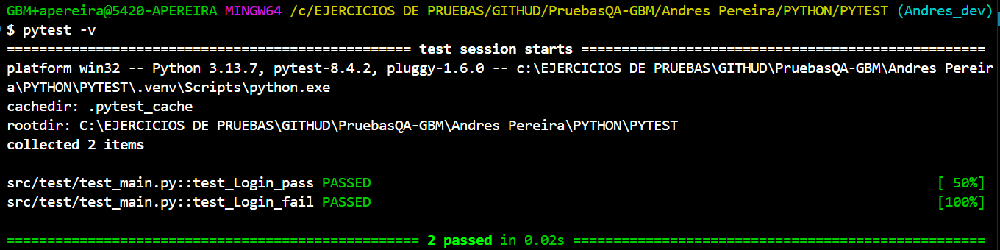 GBM+apereira@5420-APEREIRA MINGW64 /c/EJERCICIOS DE PRUEBAS/GITHUD/PruebasQA-GBM/Andres Pereira/PYTHON/PYTEST (Andres_dev)
$ pytest -v
================================================== test session starts ==================================================
platform win32 -- Python 3.13.7, pytest-8.4.2, pluggy-1.6.0 -- c:\EJERCICIOS DE PRUEBAS\GITHUD\PruebasQA-GBM\Andres Pereir
a\PYTHON\PYTEST\.venv\Scripts\python.exe
cachedir: .pytest_cache
rootdir: C:\EJERCICIOS DE PRUEBAS\GITHUD\PruebasQA-GBM\Andres Pereira\PYTHON\PYTEST
collected 2 items
src/test/test_main.py::test_Login_pass PASSED [ 50%]
src/test/test_main.py::test_Login_fail PASSED [100%]
=================================================== 2 passed in 0.02s ===================================================